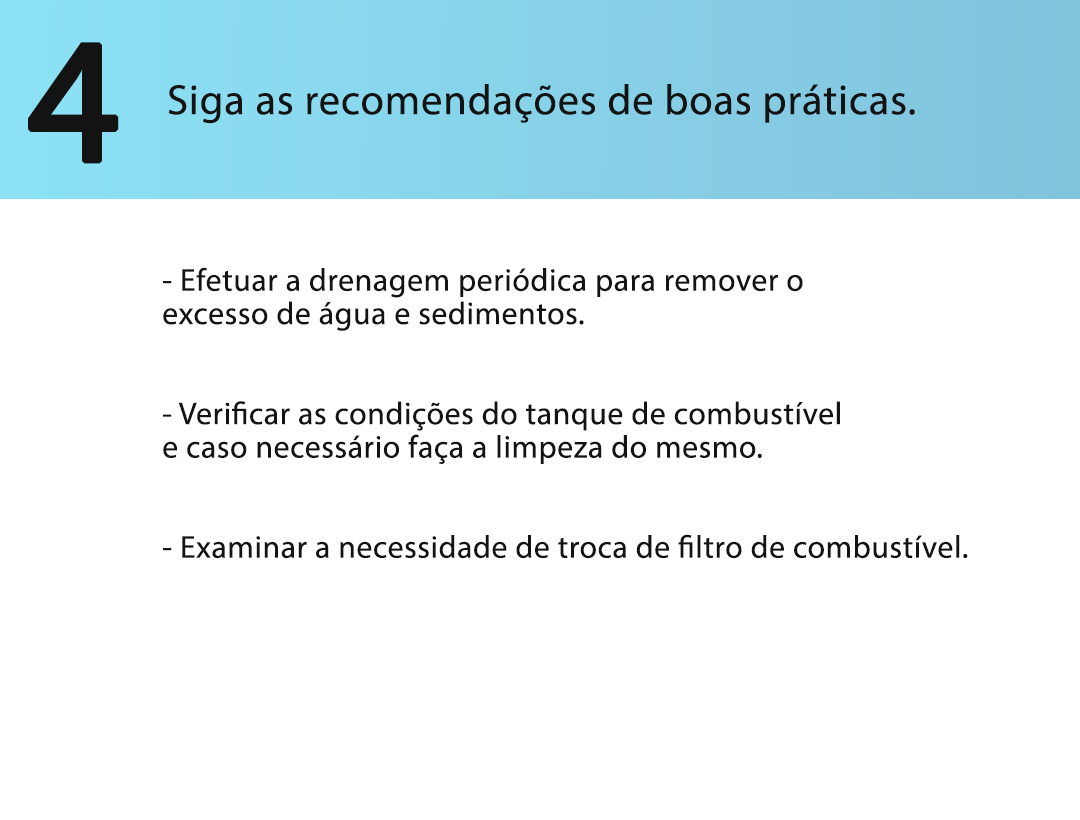 4
Siga as recomendações de boas práticas.
- Efetuar a drenagem periódica para remover o
excesso de água e sedimentos.
- Verificar as condições do tanque de combustível
e caso necessário faça a limpeza do mesmo.
- Examinar a necessidade de troca de filtro de combustível.